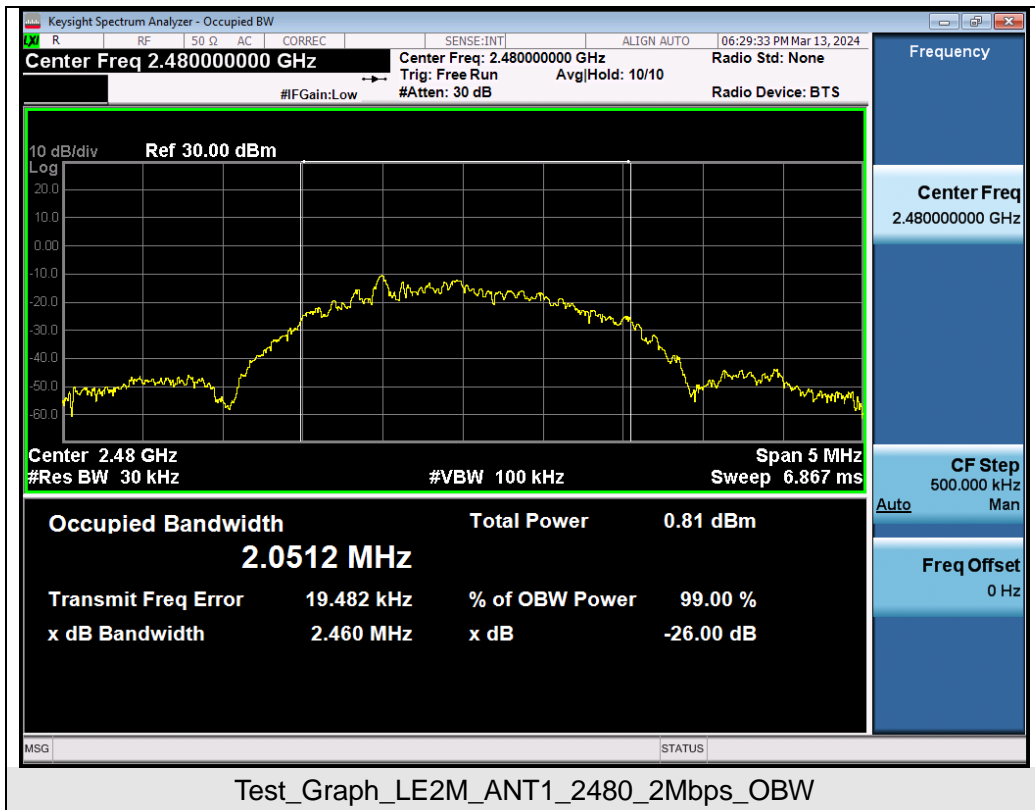 Keysight Spectrum Analyzer - Occupied BW
LXI R RF 50 Ω AC CORREC SENSE:INT ALIGN AUTO 06:29:33 PM Mar 13, 2024
Center Freq 2.480000000 GHz
Center Freq: 2.480000000 GHz Radio Std: None
Trig: Free Run Avg|Hold: 10/10
#IFGain:Low #Atten: 30 dB Radio Device: BTS
10 dB/div Ref 30.00 dBm
Log
20.0
10.0
0.00
-10.0
-20.0
-30.0
-40.0
-50.0
-60.0
Center 2.48 GHz Span 5 MHz
#Res BW 30 kHz #VBW 100 kHz Sweep 6.867 ms
Occupied Bandwidth Total Power 0.81 dBm
2.0512 MHz
Transmit Freq Error 19.482 kHz % of OBW Power 99.00 %
x dB Bandwidth 2.460 MHz x dB -26.00 dB
Frequency
Center Freq
2.480000000 GHz
CF Step
500.000 kHz
Auto Man
Freq Offset
0 Hz
MSG STATUS
Test_Graph_LE2M_ANT1_2480_2Mbps_OBW